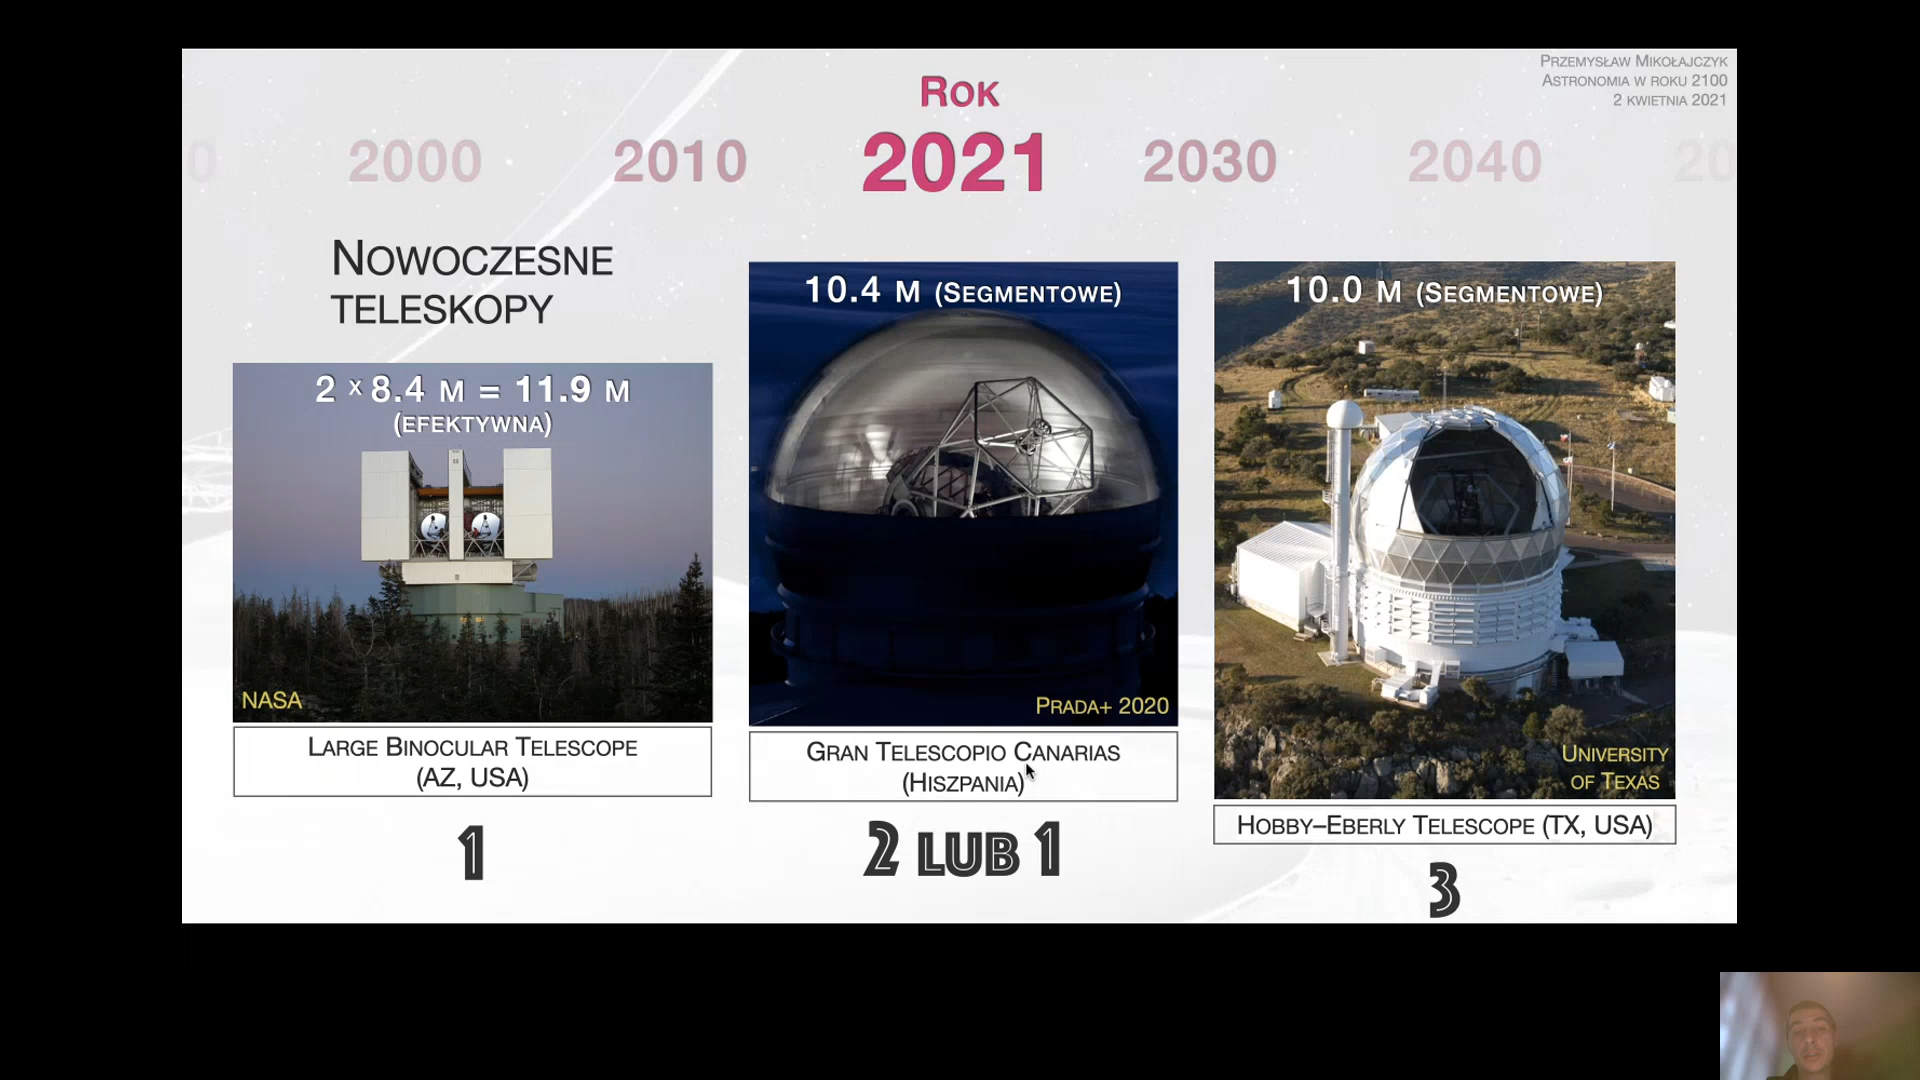 Przemysław Mikołajczyk
Astronomia w roku 2100
2 kwietnia 2021
Rok
0 2000 2010 2021 2030 2040 20
Nowoczesne
teleskopy
2 x 8.4 m = 11.9 m
(efektywna)
NASA
Large Binocular Telescope
(AZ, USA)
1
10.4 m (Segmentowe)
Prada+ 2020
Gran Telescopio Canarias
(Hiszpania)
2 lub 1
10.0 m (Segmentowe)
University
of Texas
Hobby–Eberly Telescope (TX, USA)
3